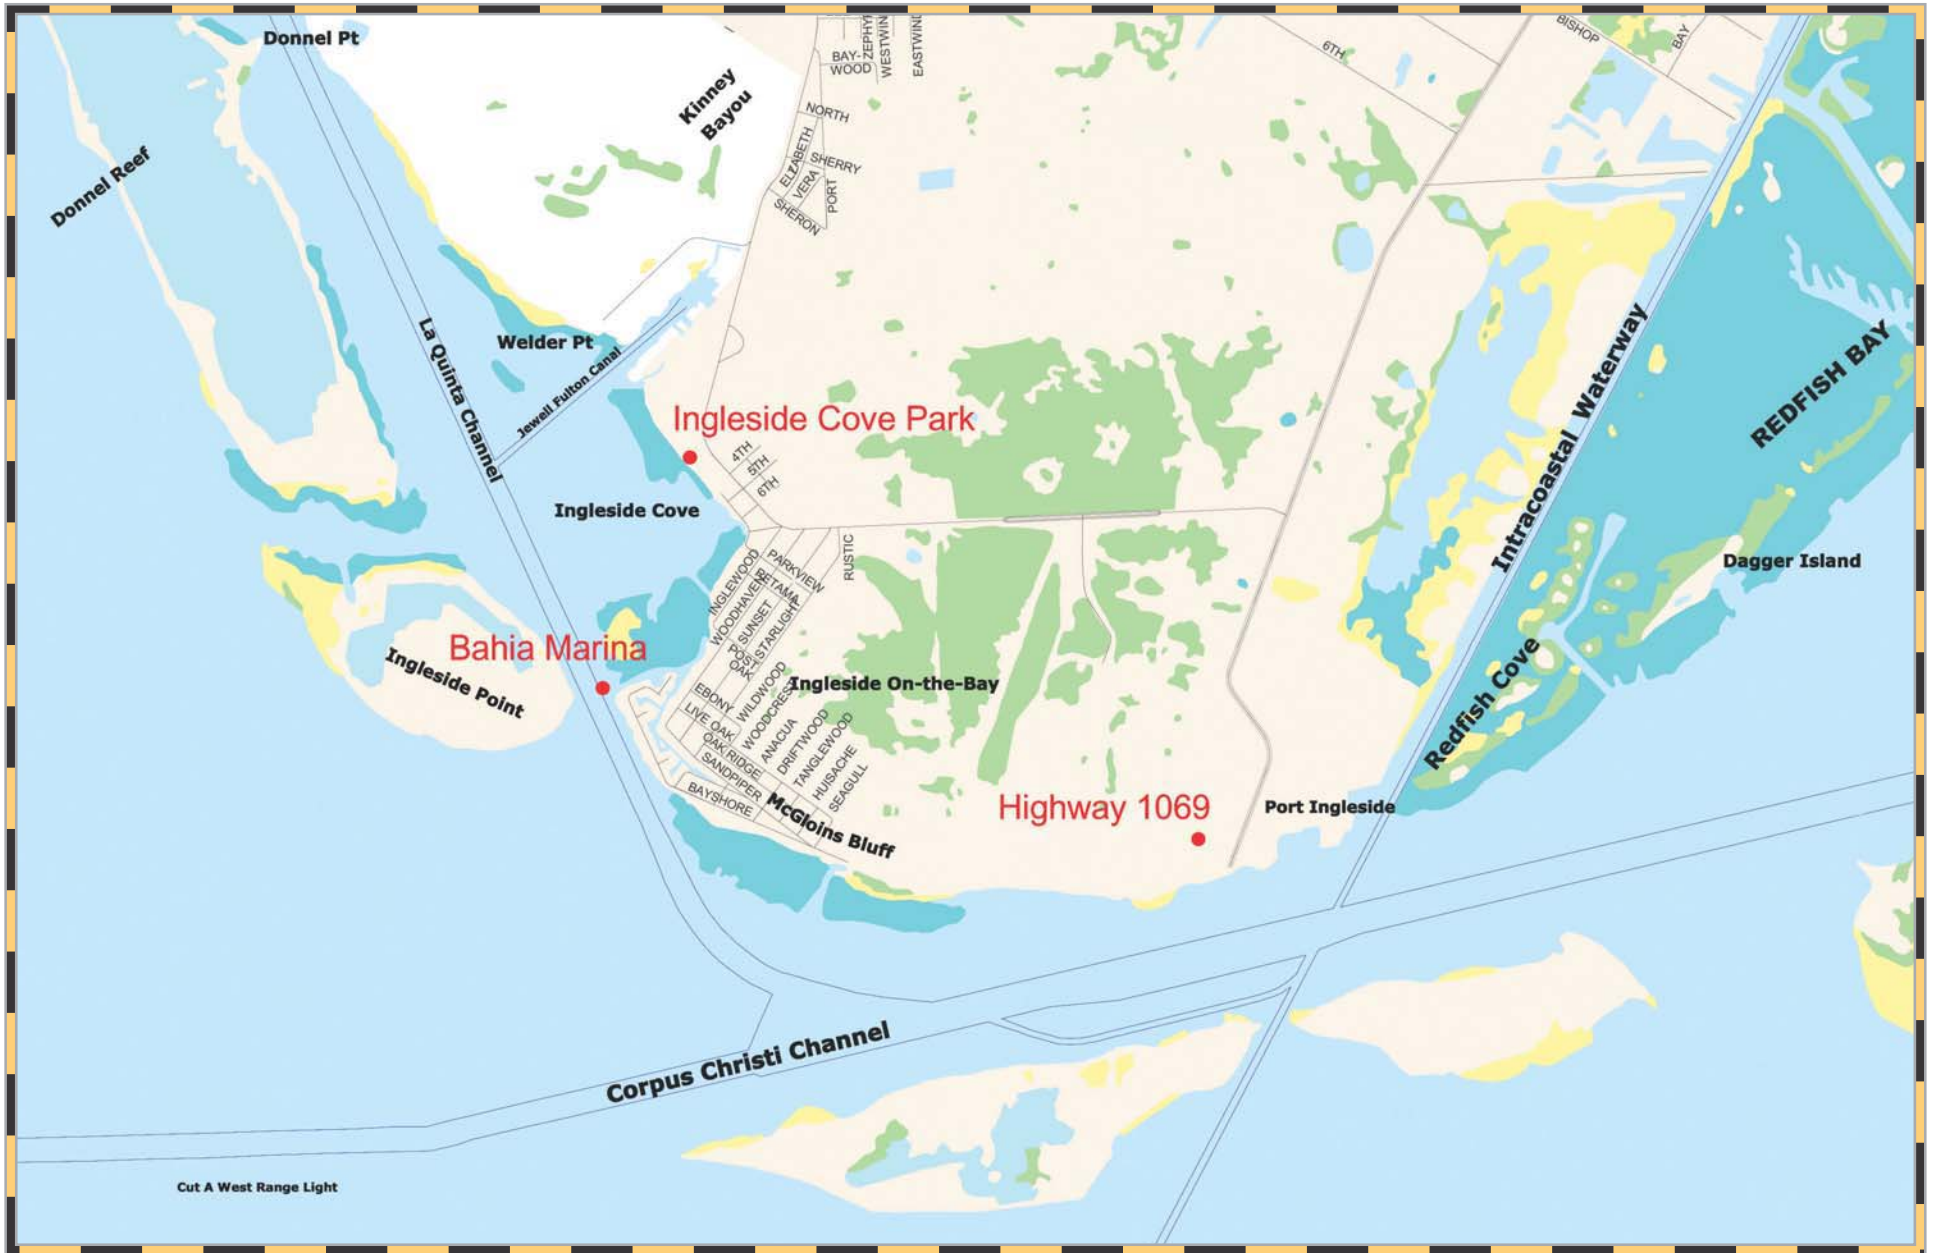 Donnel Pt
BAY-
WOOD
ZEPHYR
WESTWIN
EASTWIND
6TH
BISHOP
BAY
Kinney
Bayou
NORTH
ELIZABETH
SHERRY
VERA
PORT
SHERON
Donnel Reef
La Quinta Channel
Welder Pt
Jewell Fulton Canal
Ingleside Cove Park
4TH
5TH
6TH
Ingleside Cove
Intracoastal Waterway
REDFISH BAY
Dagger Island
INGLEWOOD
PARKVIEW
RETAMA
WOODHAVEN
SUNSET
STARLIGHT
POST
OAK
RUSTIC
Bahia Marina
Ingleside Point
Ingleside On-the-Bay
EBONY
WILDWOOD
LIVE OAK
WOODCREST
OAK RIDGE
ANACUA
DRIFTWOOD
SANDPIPER
TANGLEWOOD
HUISACHE
BAYSHORE
SEAGULL
McGloins Bluff
Redfish Cove
Highway 1069
Port Ingleside
Corpus Christi Channel
Cut A West Range Light